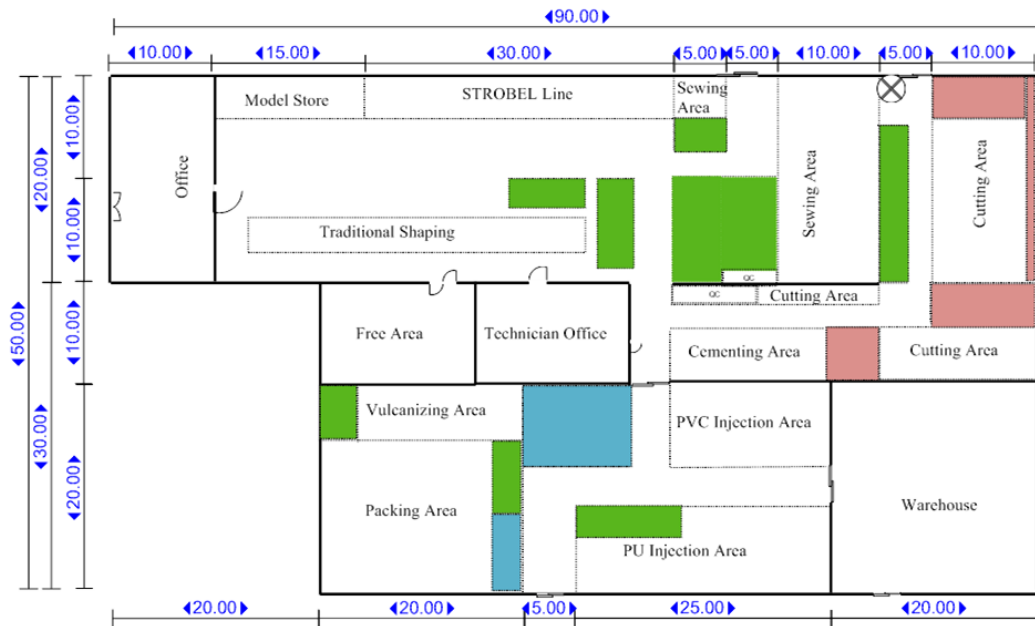 90.00
10.00
15.00
30.00
5.00
5.00
10.00
5.00
10.00
Model Store
STROBEL Line
Sewing
Area
Office
Sewing Area
Cutting Area
Traditional Shaping
10.00
20.00
10.00
QC
QC
Cutting Area
Free Area
Technician Office
Cementing Area
Cutting Area
50.00
10.00
Vulcanizing Area
PVC Injection Area
30.00
20.00
Packing Area
Warehouse
PU Injection Area
20.00
20.00
5.00
25.00
20.00